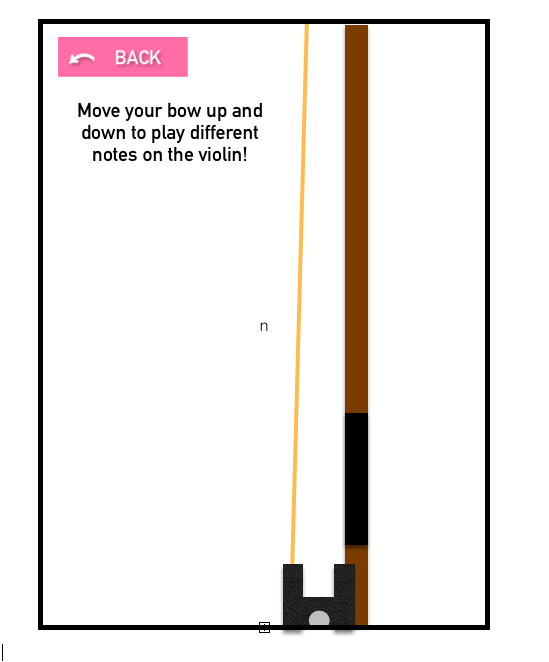 BACK
Move your bow up and
down to play different
notes on the violin!
n